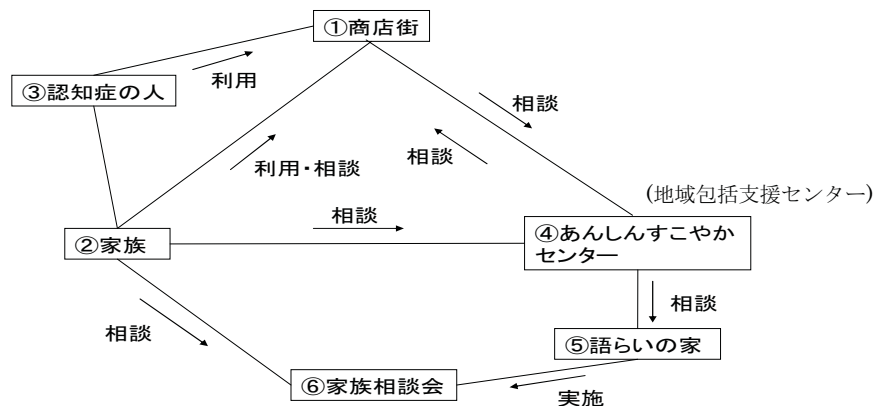 ①商店街
利用
③認知症の人
相談
相談
利用・相談
(地域包括支援センター)
相談
②家族
④あんしんすこやか
センター
相談
相談
⑤語らいの家
⑥家族相談会
実施